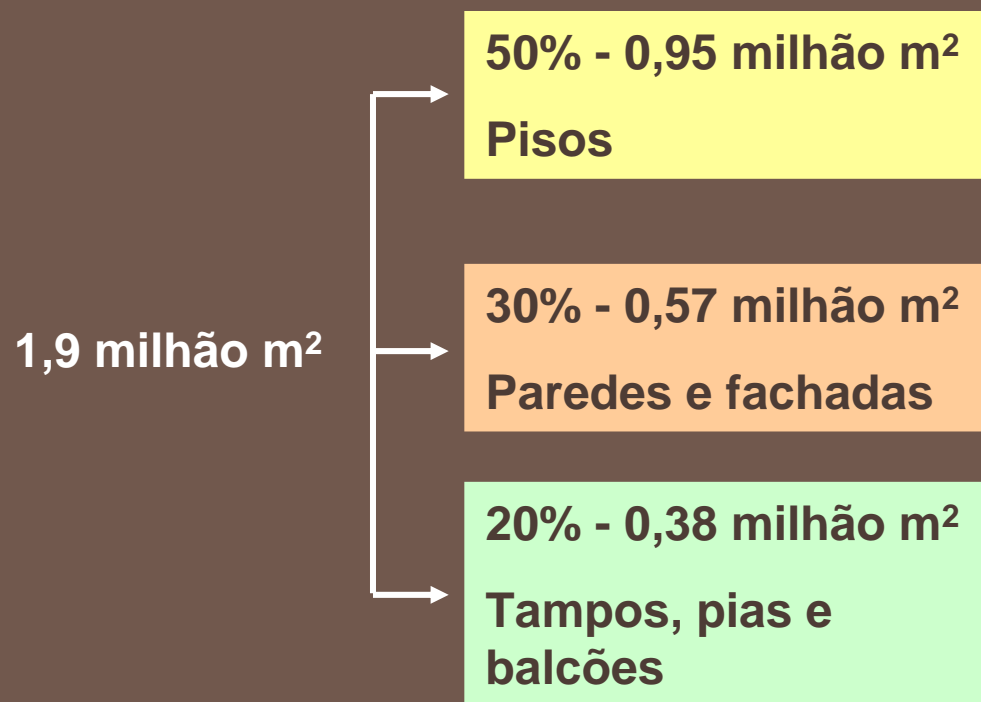 50% - 0,95 milhão m²
Pisos
1,9 milhão m²
30% - 0,57 milhão m²
Paredes e fachadas
20% - 0,38 milhão m²
Tampos, pias e
balcões